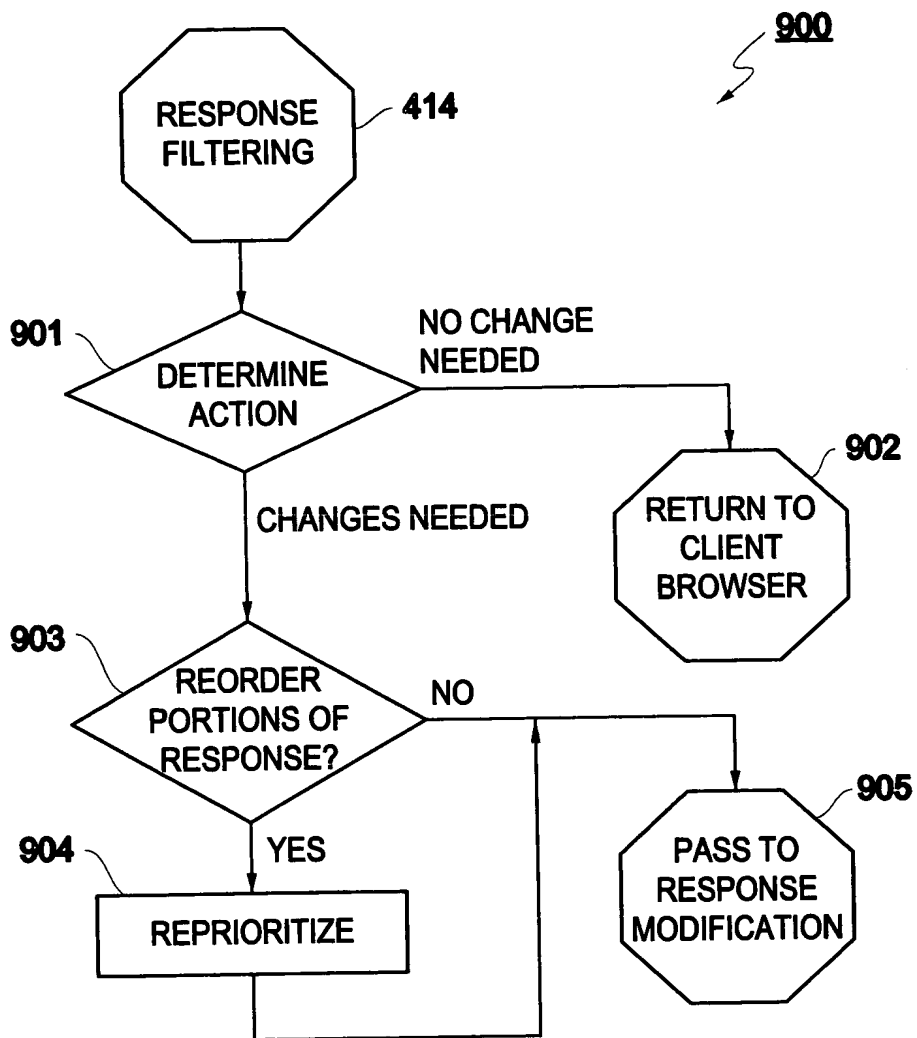 900
RESPONSE
FILTERING
414
901
NO CHANGE
NEEDED
DETERMINE
ACTION
902
RETURN TO
CLIENT
BROWSER
CHANGES NEEDED
903
REORDER
PORTIONS OF
RESPONSE?
NO
905
904
YES
PASS TO
RESPONSE
MODIFICATION
REPRIORITIZE